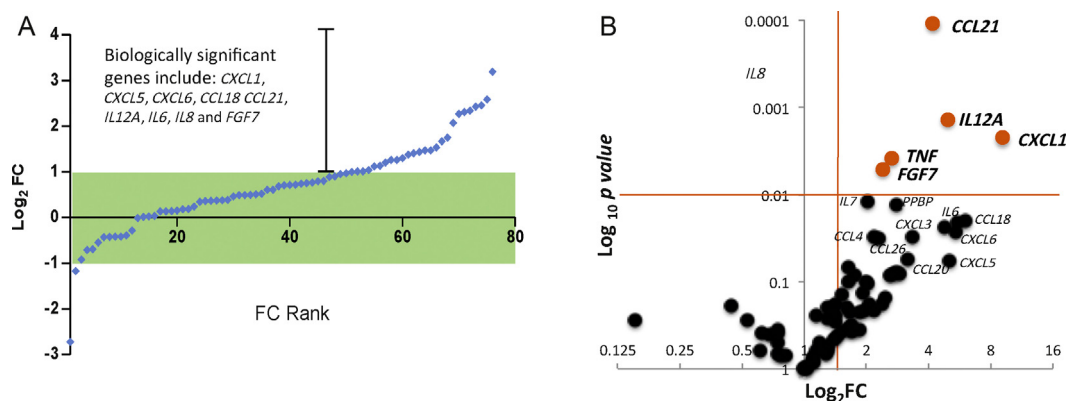 A
Log2 FC
4
3
2
1
0
-1
-2
-3
20
40
60
80
Biologically significant
genes include: CXCL1,
CXCL5, CXCL6, CCL18 CCL21,
IL12A, IL6, IL8 and FGF7
FC Rank
B
Log 10 p value
0.0001
0.001
0.01
0.1
1
CCL21
IL8
IL12A
CXCL1
TNF
FGF7
IL7
PPBP
IL6
CCL18
CXCL3
CCL4
CXCL6
CCL26
CCL20
CXCL5
0.125
0.25
0.5
1
2
4
8
16
Log2FC